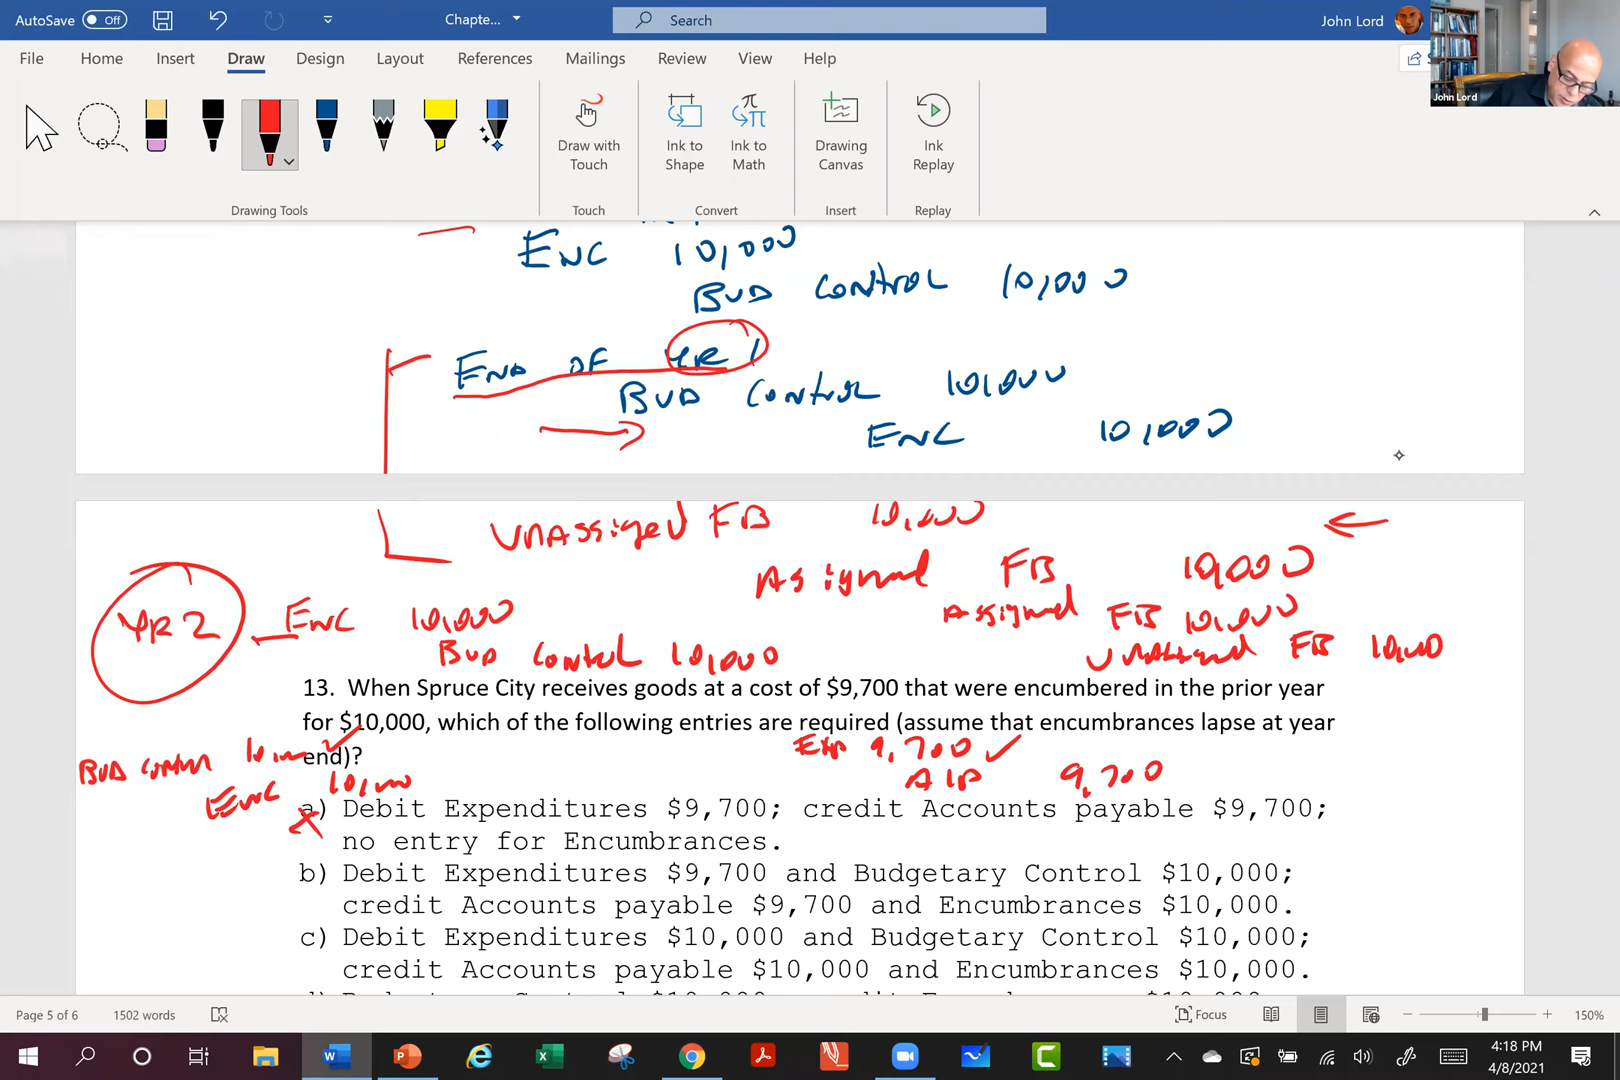 AutoSave Off Chapte... Search John Lord
File Home Insert Draw Design Layout References Mailings Review View Help
John Lord
Draw with Touch
Ink to Shape
Ink to Math
Drawing Canvas
Ink Replay
Drawing Tools Touch Convert Insert Replay
ENC 10,000
BUD CONTROL 10,000
END OF YR 1
BUD CONTROL 10,000
ENC 10,000
UNASSIGNED FB 10,000
Assigned FB 10,000
YR 2 ENC 10,000 Assigned FB 10,000
BUD CONTROL 10,000 UNASSIGNED FB 10,000
13. When Spruce City receives goods at a cost of $9,700 that were encumbered in the prior year
for $10,000, which of the following entries are required (assume that encumbrances lapse at year
end)?
BUD CONTROL 10,000 EXP 9,700
ENC 10,000 A/P 9,700
a) Debit Expenditures $9,700; credit Accounts payable $9,700;
no entry for Encumbrances.
b) Debit Expenditures $9,700 and Budgetary Control $10,000;
credit Accounts payable $9,700 and Encumbrances $10,000.
c) Debit Expenditures $10,000 and Budgetary Control $10,000;
credit Accounts payable $10,000 and Encumbrances $10,000.
Page 5 of 6 1502 words Focus 150%
4:18 PM
4/8/2021